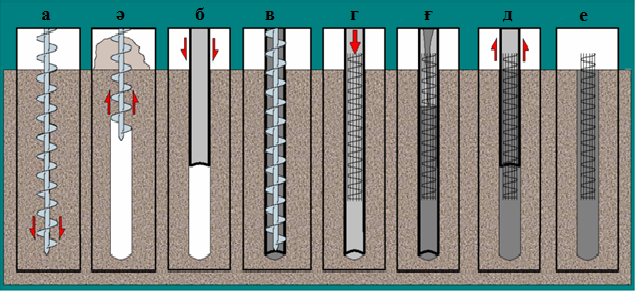 а ә б в г ғ д е